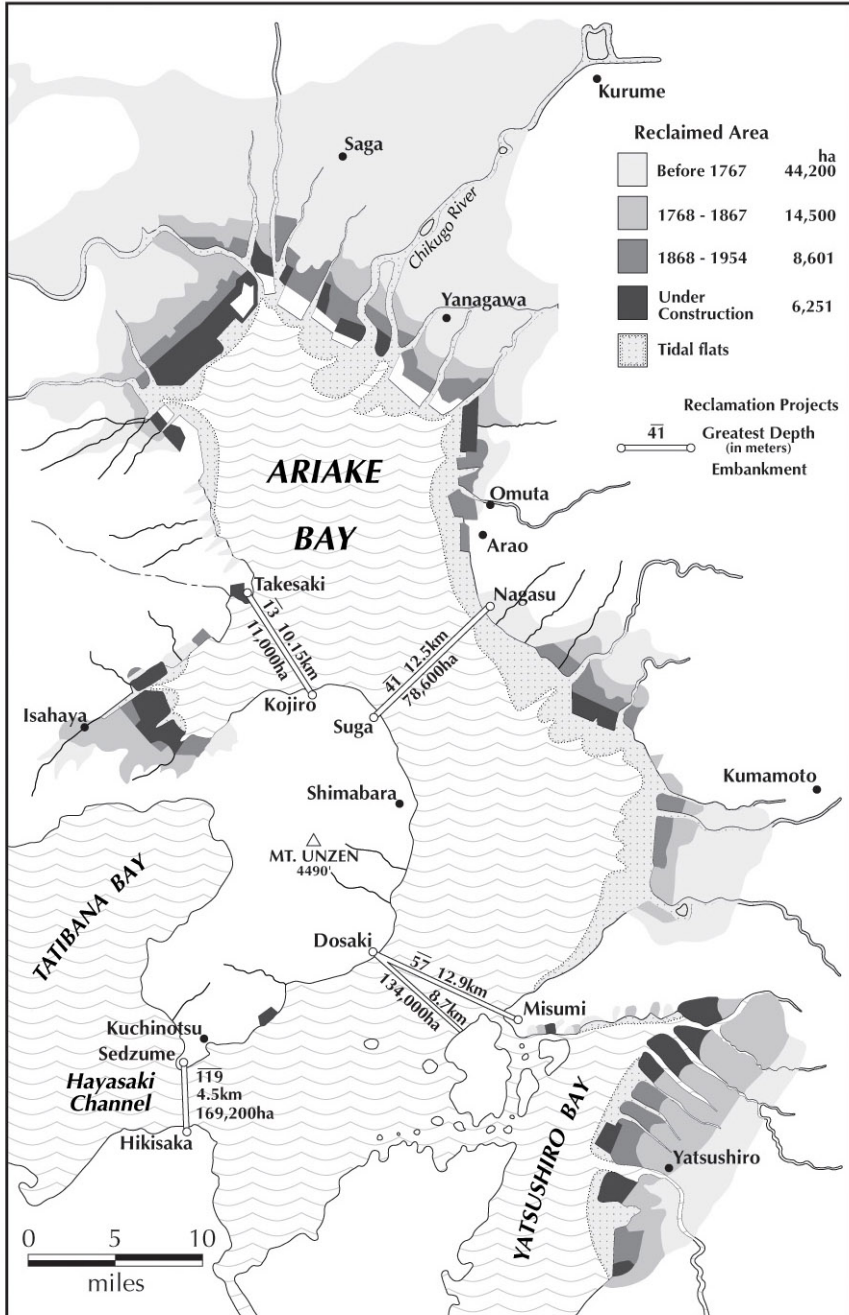 Kurume
Saga
Reclaimed Area
ha
Before 1767 44,200
1768 - 1867 14,500
1868 - 1954 8,601
Under
Construction 6,251
Tidal flats
Chikugo River
Yanagawa
Reclamation Projects
41
Greatest Depth
(in meters)
Embankment
ARIAKE
BAY
Omuta
Arao
Takesaki
Nagasu
13 10.15km
11,000ha
41 12.5km
78,600ha
Kojiro
Suga
Isahaya
Kumamoto
Shimabara
MT. UNZEN
4490'
TATIBANA BAY
Dosaki
57 12.9km
8.7km
134,000ha
Misumi
Kuchinotsu
Sedzume
Hayasaki
Channel
119
4.5km
169,200ha
Hikisaka
YATSUSHIRO BAY
Yatsushiro
0 5 10
miles